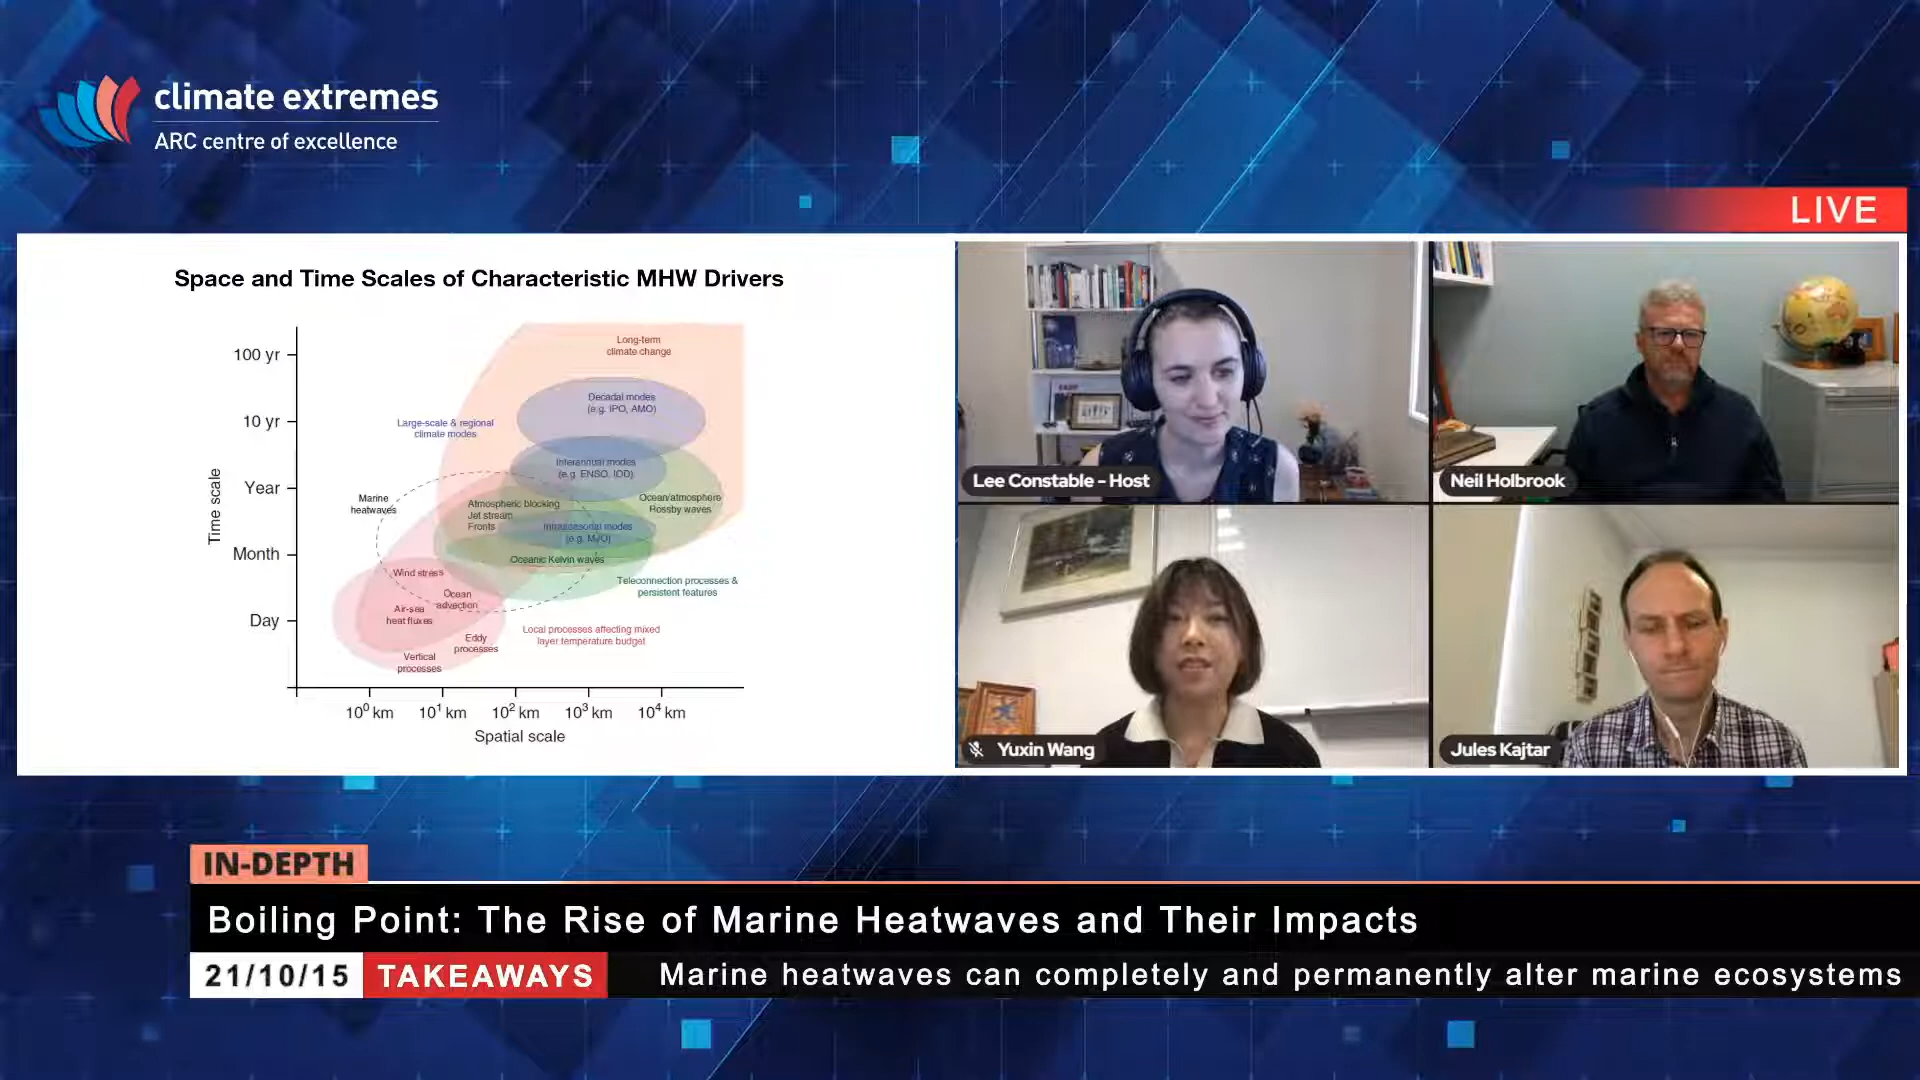 climate extremes
ARC centre of excellence
LIVE
Space and Time Scales of Characteristic MHW Drivers
Time scale
100 yr
10 yr
Year
Month
Day
Long-term
climate change
Decadal modes
(e.g. IPO, AMO)
Large-scale & regional
climate modes
Interannual modes
(e.g. ENSO, IOD)
Marine
heatwaves
Atmospheric blocking
Jet stream
Fronts
Ocean/atmosphere
Rossby waves
Intraseasonal modes
(e.g. MJO)
Oceanic Kelvin waves
Wind stress
Teleconnection processes &
persistent features
Ocean
advection
Air-sea
heat fluxes
Local processes affecting mixed
layer temperature budget
Eddy
processes
Vertical
processes
10⁰ km 10¹ km 10² km 10³ km 10⁴ km
Spatial scale
Lee Constable - Host
Neil Holbrook
Yuxin Wang
Jules Kajtar
IN-DEPTH
Boiling Point: The Rise of Marine Heatwaves and Their Impacts
21/10/15 TAKEAWAYS Marine heatwaves can completely and permanently alter marine ecosystems